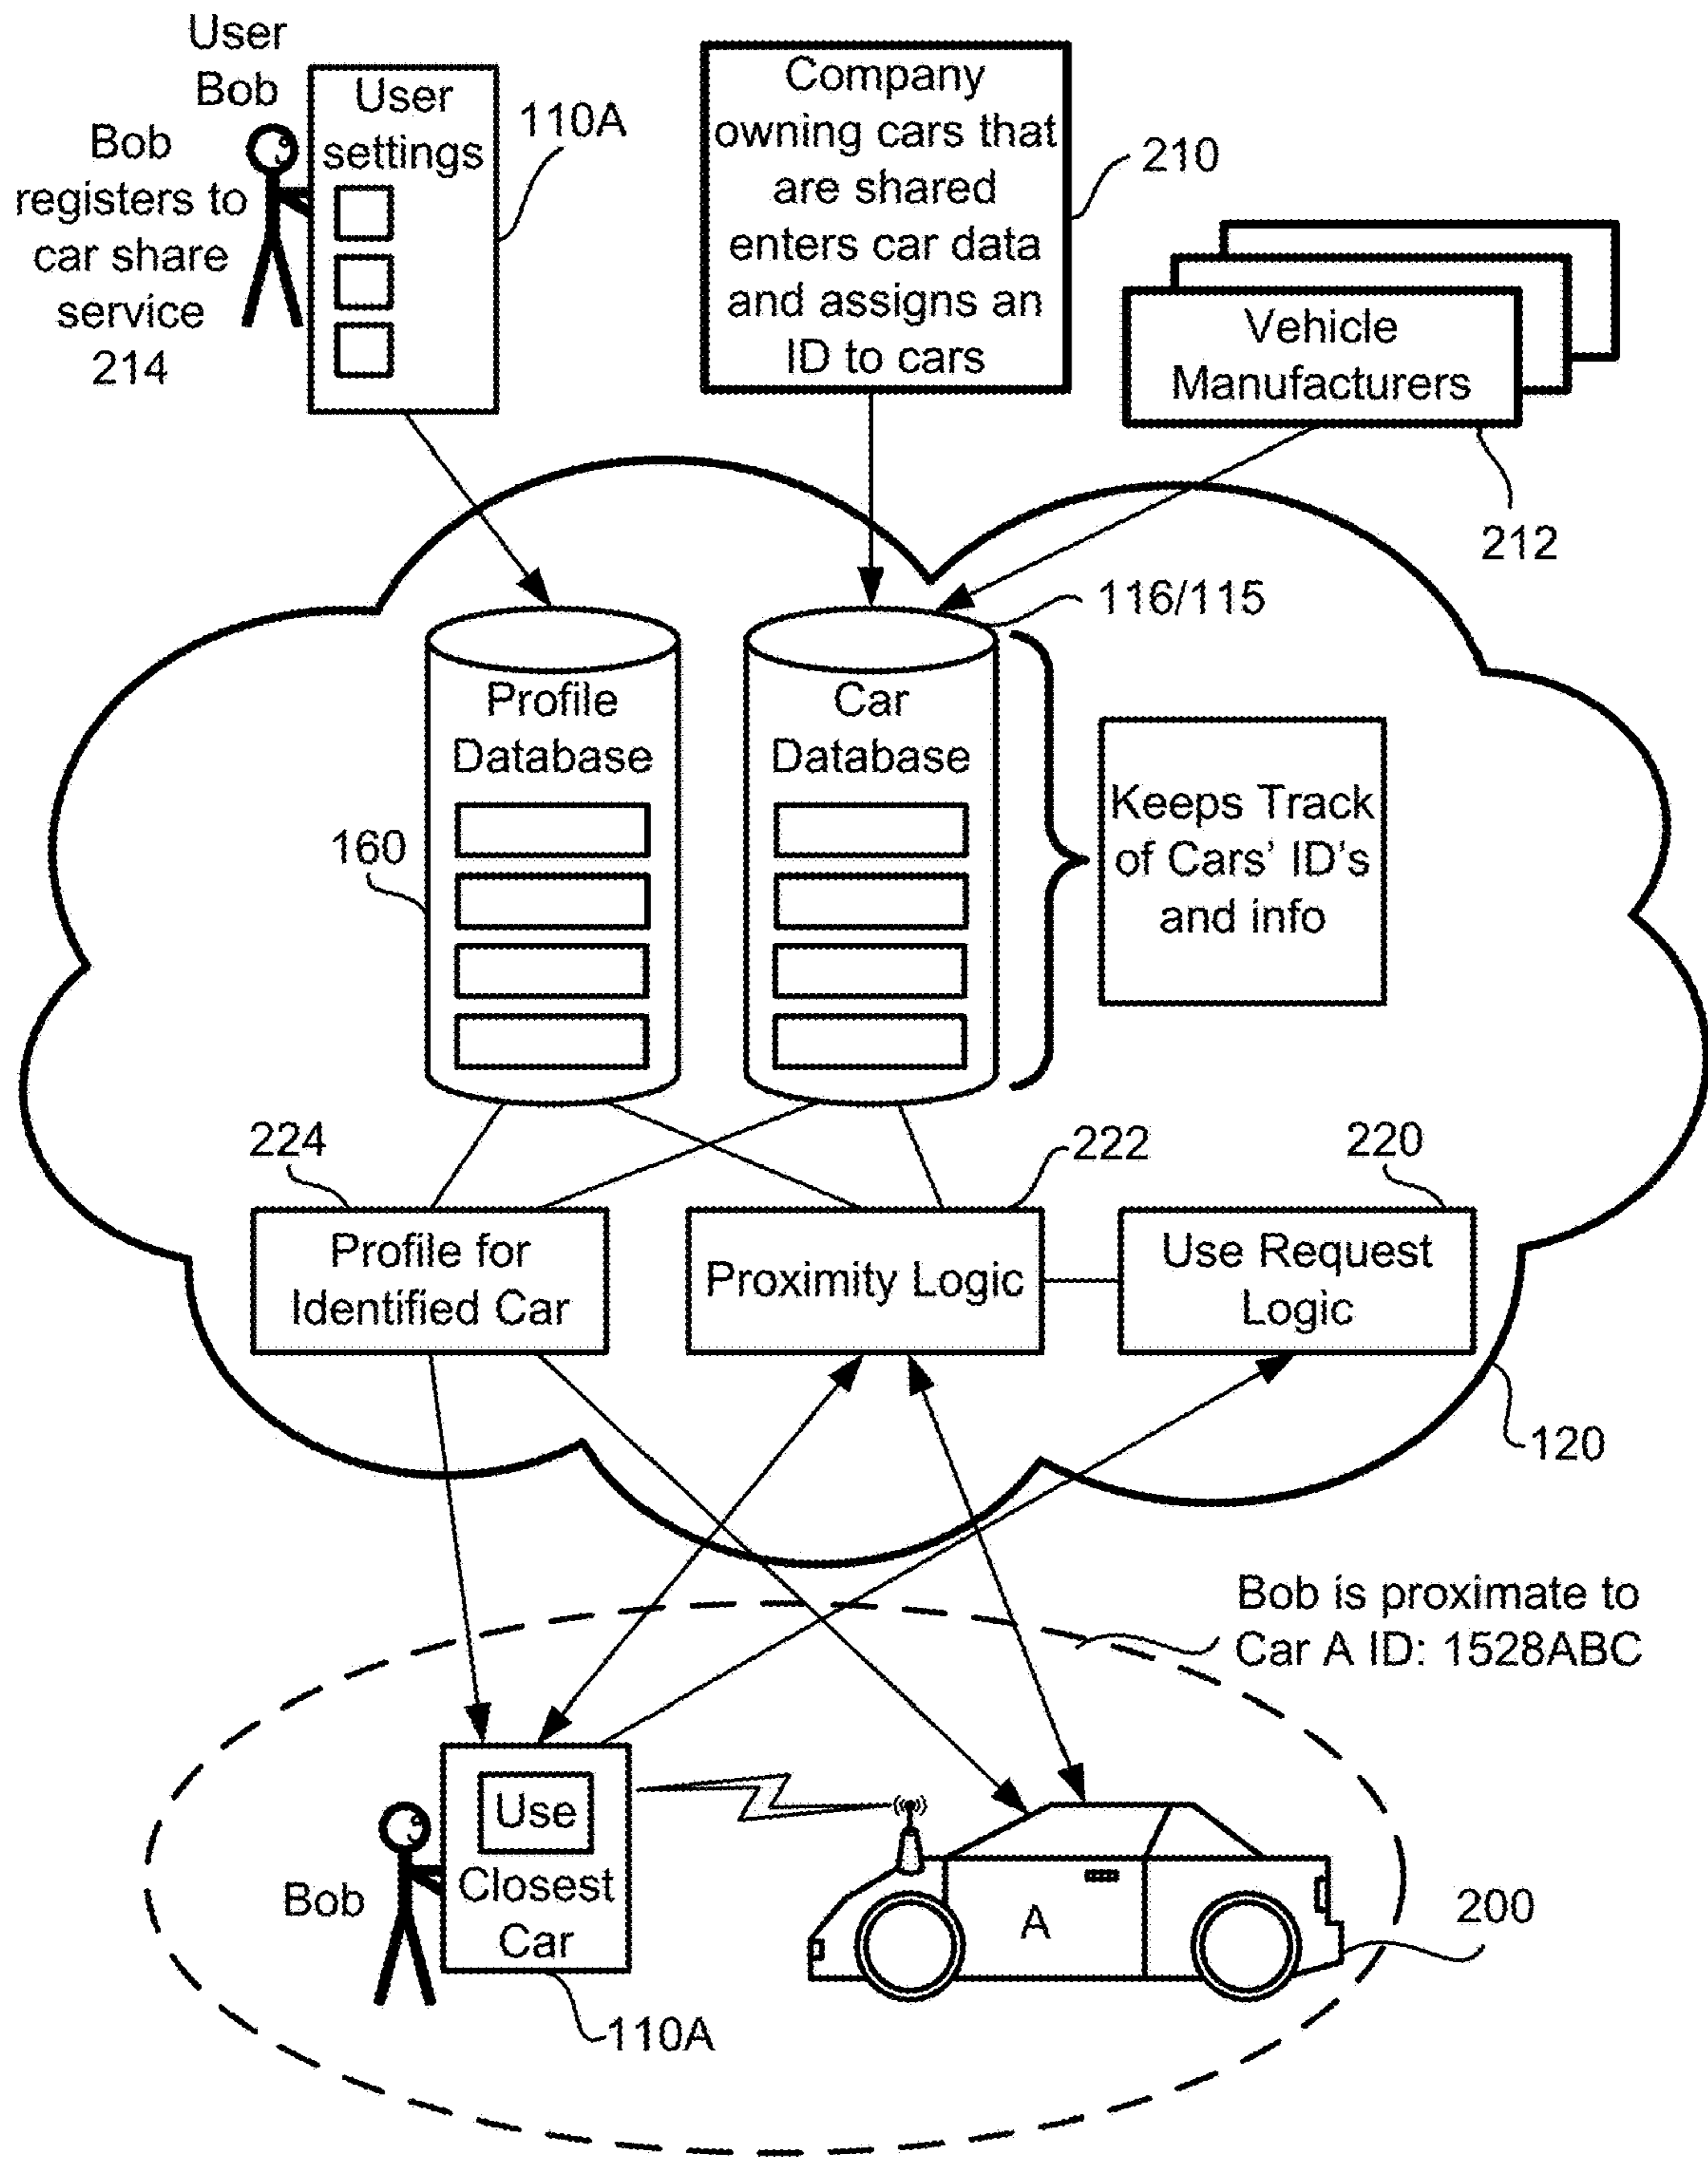 User
Bob
Bob
registers to
car share
service
214
User
settings
110A
Company
owning cars that
are shared
enters car data
and assigns an
ID to cars
210
Vehicle
Manufacturers
212
116/115
Profile
Database
160
Car
Database
Keeps Track
of Cars' ID's
and info
224
222
220
Profile for
Identified Car
Proximity Logic
Use Request
Logic
120
Bob is proximate to
Car A ID: 1528ABC
Use
Closest
Car
Bob
110A
A
200